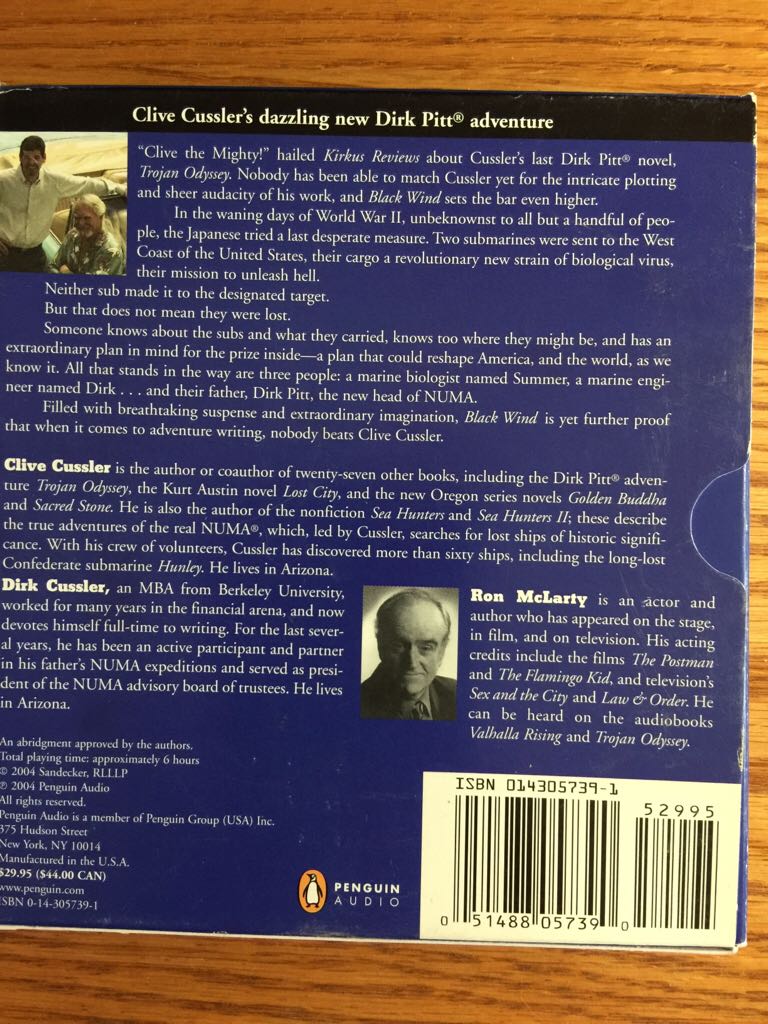 Clive Cussler's dazzling new Dirk Pitt® adventure
"Clive the Mighty!" hailed Kirkus Reviews about Cussler's last Dirk Pitt® novel,
Trojan Odyssey. Nobody has been able to match Cussler yet for the intricate plotting
and sheer audacity of his work, and Black Wind sets the bar even higher.
In the waning days of World War II, unbeknownst to all but a handful of peo-
ple, the Japanese tried a last desperate measure. Two submarines were sent to the West
Coast of the United States, their cargo a revolutionary new strain of biological virus,
their mission to unleash hell.
Neither sub made it to the designated target.
But that does not mean they were lost.
Someone knows about the subs and what they carried, knows too where they might be, and has an
extraordinary plan in mind for the prize inside—a plan that could reshape America, and the world, as we
know it. All that stands in the way are three people: a marine biologist named Summer, a marine engi-
neer named Dirk . . . and their father, Dirk Pitt, the new head of NUMA.
Filled with breathtaking suspense and extraordinary imagination, Black Wind is yet further proof
that when it comes to adventure writing, nobody beats Clive Cussler.
Clive Cussler is the author or coauthor of twenty-seven other books, including the Dirk Pitt® adven-
ture Trojan Odyssey, the Kurt Austin novel Lost City, and the new Oregon series novels Golden Buddha
and Sacred Stone. He is also the author of the nonfiction Sea Hunters and Sea Hunters II; these describe
the true adventures of the real NUMA®, which, led by Cussler, searches for lost ships of historic signifi-
cance. With his crew of volunteers, Cussler has discovered more than sixty ships, including the long-lost
Confederate submarine Hunley. He lives in Arizona.
Dirk Cussler, an MBA from Berkeley University,
worked for many years in the financial arena, and now
devotes himself full-time to writing. For the last sever-
al years, he has been an active participant and partner
in his father's NUMA expeditions and served as presi-
dent of the NUMA advisory board of trustees. He lives
in Arizona.
Ron McLarty is an actor and
author who has appeared on the stage,
in film, and on television. His acting
credits include the films The Postman
and The Flamingo Kid, and television's
Sex and the City and Law & Order. He
can be heard on the audiobooks
Valhalla Rising and Trojan Odyssey.
An abridgment approved by the authors.
Total playing time: approximately 6 hours
© 2004 Sandecker, RLLLP
℗ 2004 Penguin Audio
All rights reserved.
Penguin Audio is a member of Penguin Group (USA) Inc.
375 Hudson Street
New York, NY 10014
Manufactured in the U.S.A.
$29.95 ($44.00 CAN)
www.penguin.com
ISBN 0-14-305739-1
PENGUIN
AUDIO
ISBN 014305739-1
52995
0 51488 05739 0